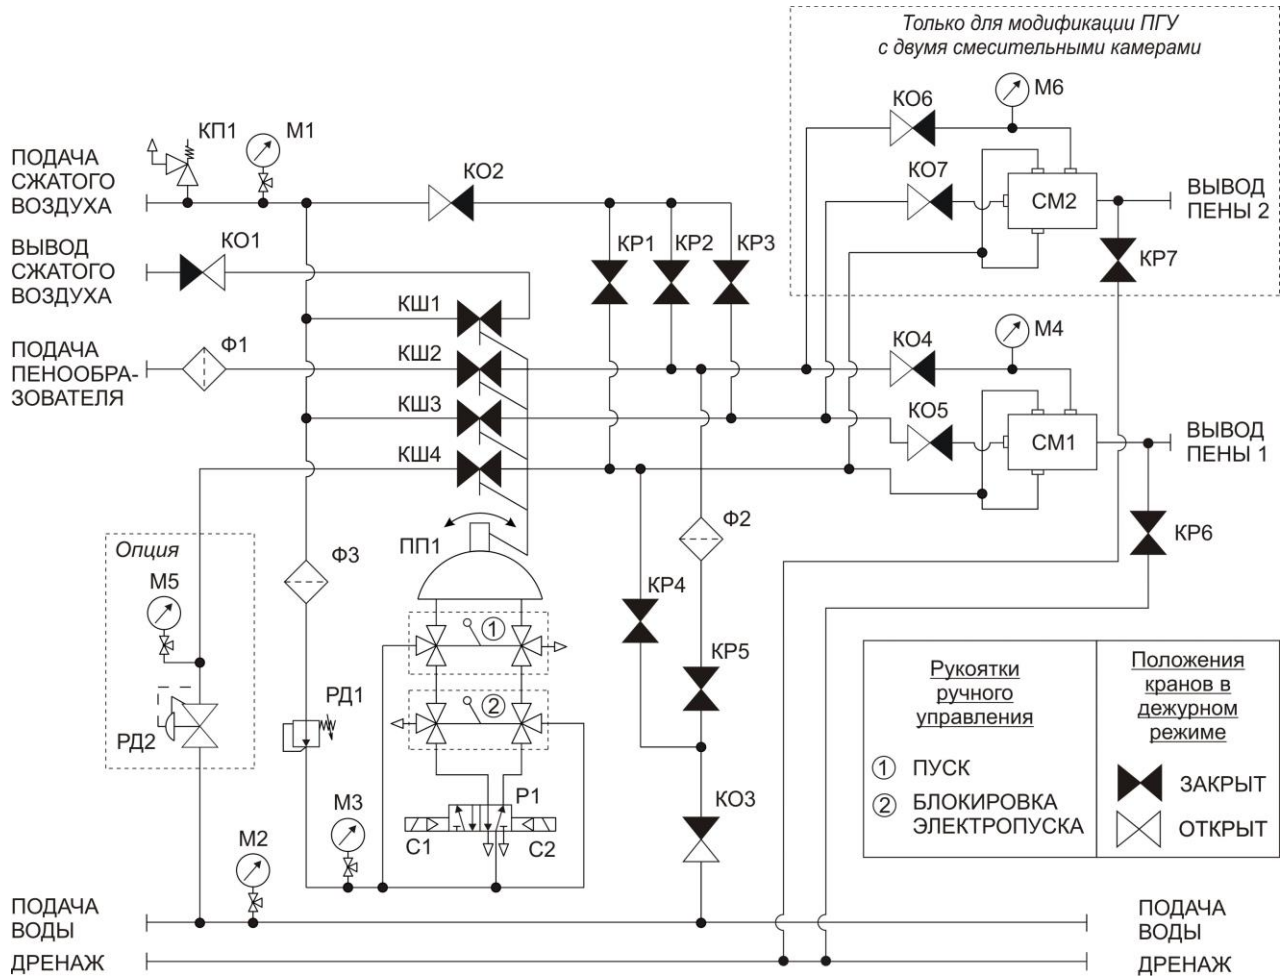 Только для модификации ПГУ
с двумя смесительными камерами
М6
КО6
КП1
М1
ПОДАЧА
СЖАТОГО
ВОЗДУХА
КО2
КО7
СМ2
ВЫВОД
ПЕНЫ 2
ВЫВОД
СЖАТОГО
ВОЗДУХА
КО1
КР1
КР2
КР3
КР7
КШ1
ПОДАЧА
ПЕНООБРА-
ЗОВАТЕЛЯ
Ф1
КШ2
КО4
М4
КШ3
КО5
СМ1
ВЫВОД
ПЕНЫ 1
КШ4
Опция
М5
Ф3
ПП1
Ф2
КР6
КР4
1
КР5
РД2
РД1
2
Р1
М3
С1
С2
КО3
М2
Рукоятки
ручного
управления
1 ПУСК
2 БЛОКИРОВКА
ЭЛЕКТРОПУСКА
Положения
кранов в
дежурном
режиме
ЗАКРЫТ
ОТКРЫТ
ПОДАЧА
ВОДЫ
ПОДАЧА
ВОДЫ
ДРЕНАЖ
ДРЕНАЖ